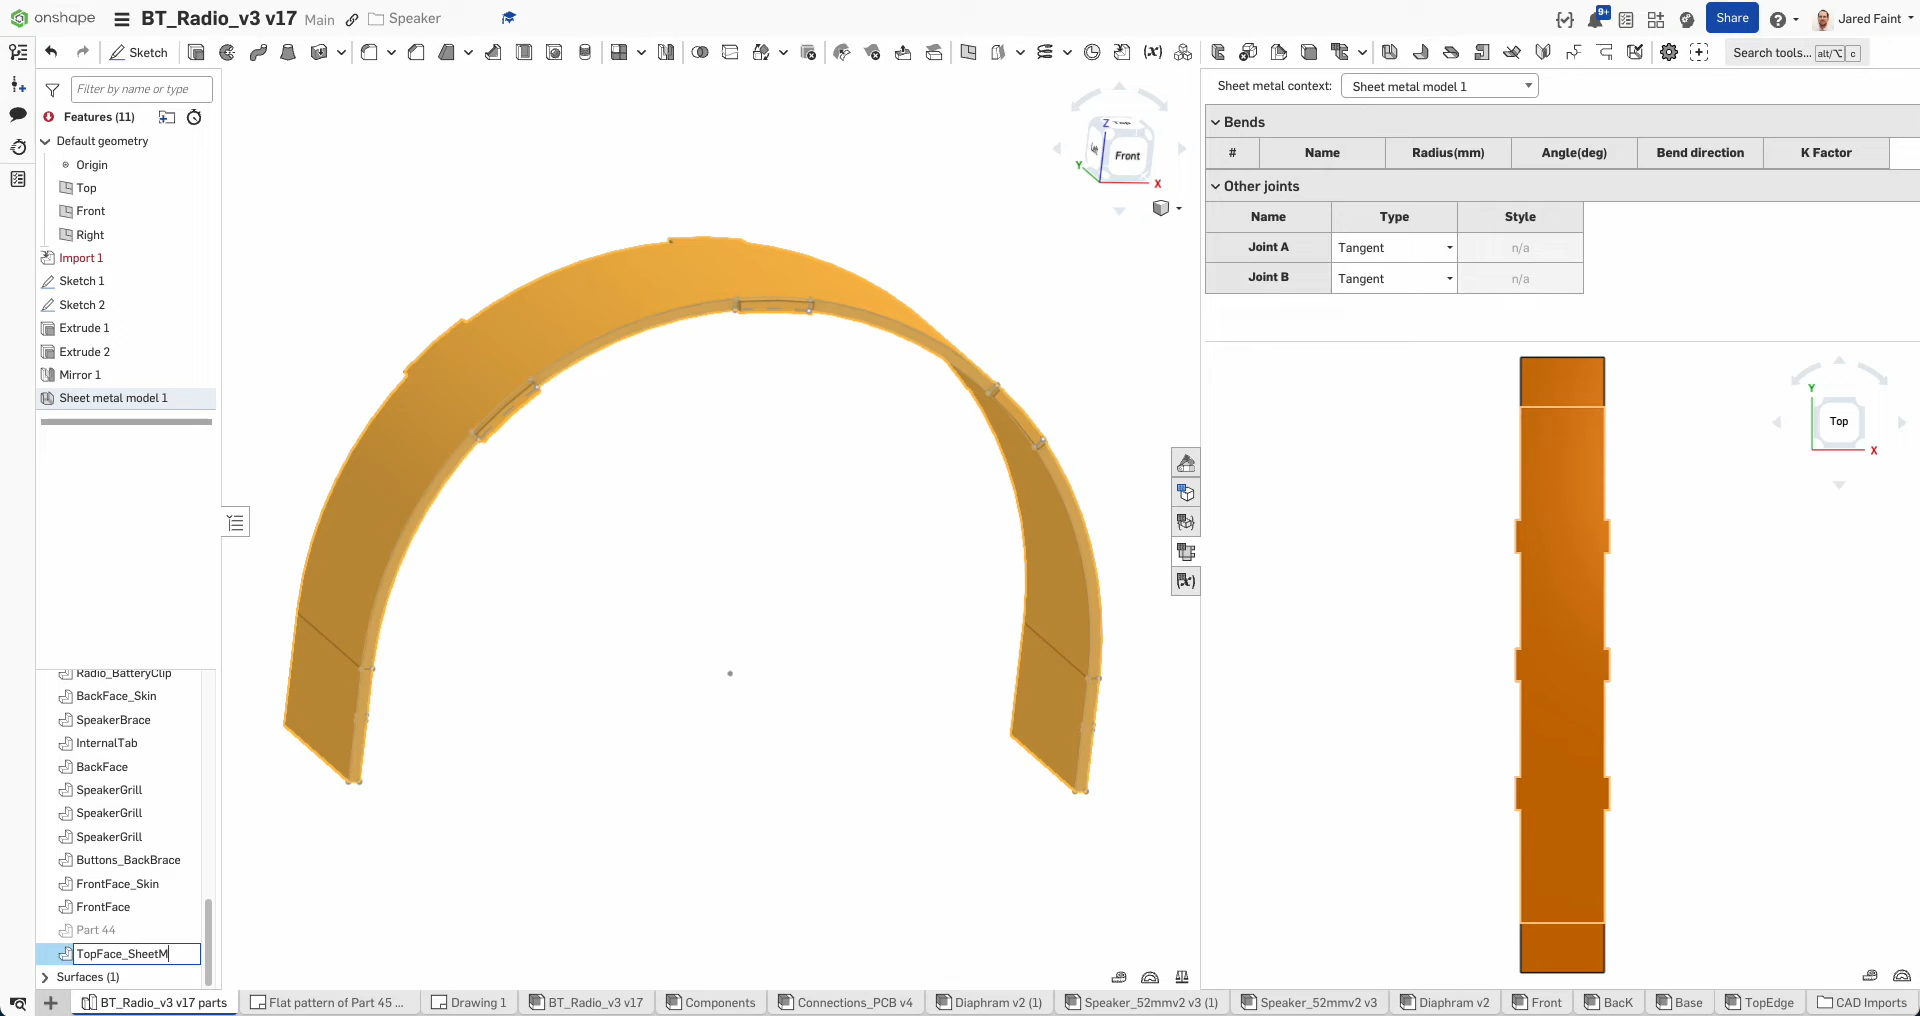 onshape
BT_Radio_v3 v17 Main Speaker
9+
Share
Jared Faint
Sketch
Search tools... alt/⌥ c
Filter by name or type
Features (11)
Default geometry
Origin
Top
Front
Right
Import 1
Sketch 1
Sketch 2
Extrude 1
Extrude 2
Mirror 1
Sheet metal model 1
Radio_BatteryClip
BackFace_Skin
SpeakerBrace
InternalTab
BackFace
SpeakerGrill
SpeakerGrill
SpeakerGrill
Buttons_BackBrace
FrontFace_Skin
FrontFace
Part 44
TopFace_SheetM
Surfaces (1)
Z
Front
Y
X
Sheet metal context: Sheet metal model 1
Bends
# Name Radius(mm) Angle(deg) Bend direction K Factor
Other joints
Name Type Style
Joint A Tangent n/a
Joint B Tangent n/a
Y
Top
X
BT_Radio_v3 v17 parts Flat pattern of Part 45 ... Drawing 1 BT_Radio_v3 v17 Components Connections_PCB v4 Diaphram v2 (1) Speaker_52mmv2 v3 (1) Speaker_52mmv2 v3 Diaphram v2 Front BacK Base TopEdge CAD Imports